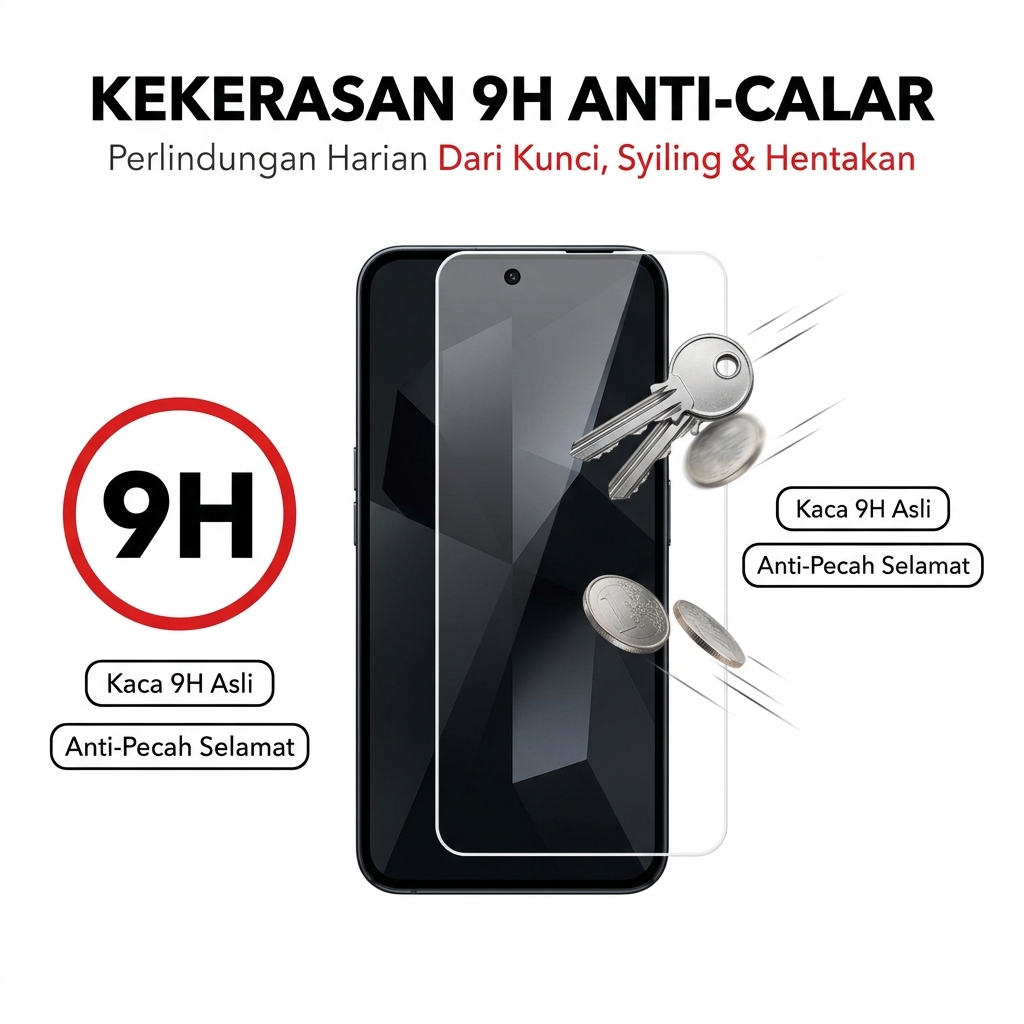 KEKERASAN 9H ANTI-CALAR
Perlindungan Harian Dari Kunci, Syiling & Hentakan
9H
Kaca 9H Asli
Anti-Pecah Selamat
Kaca 9H Asli
Anti-Pecah Selamat
1